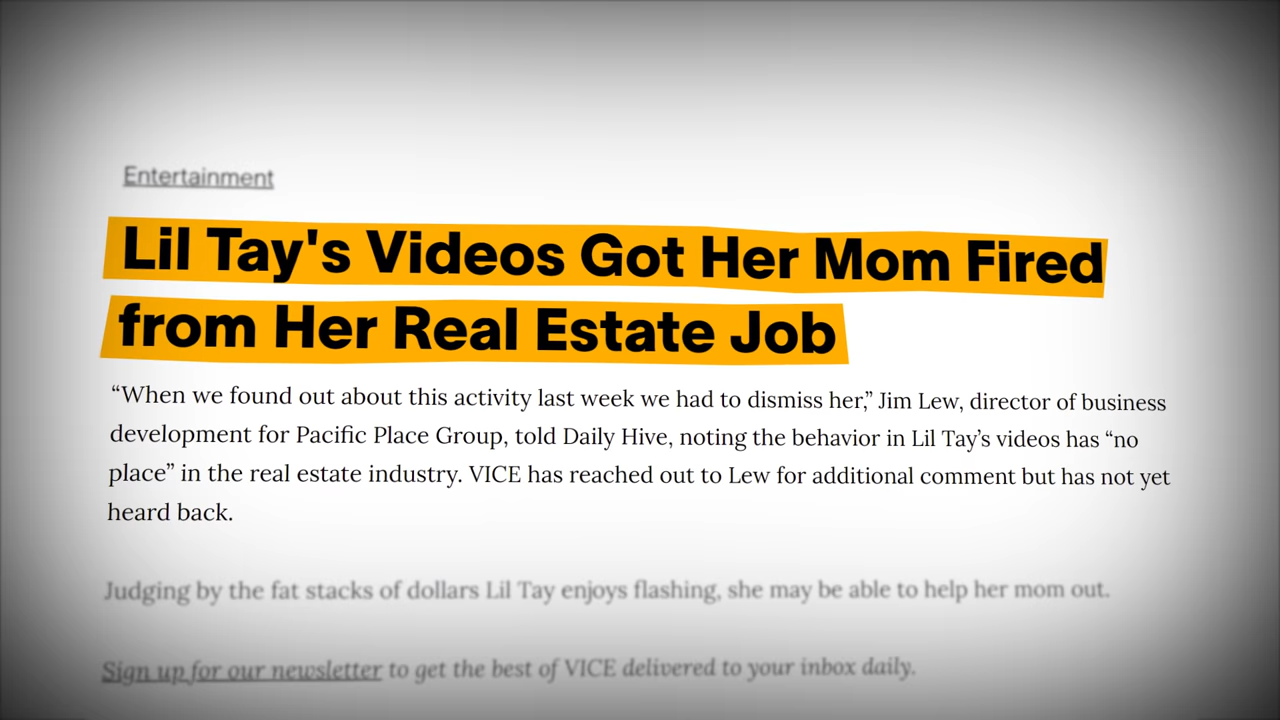 Entertainment
Lil Tay's Videos Got Her Mom Fired
from Her Real Estate Job
“When we found out about this activity last week we had to dismiss her,” Jim Lew, director of business
development for Pacific Place Group, told Daily Hive, noting the behavior in Lil Tay’s videos has “no
place” in the real estate industry. VICE has reached out to Lew for additional comment but has not yet
heard back.
Judging by the fat stacks of dollars Lil Tay enjoys flashing, she may be able to help her mom out.
Sign up for our newsletter to get the best of VICE delivered to your inbox daily.